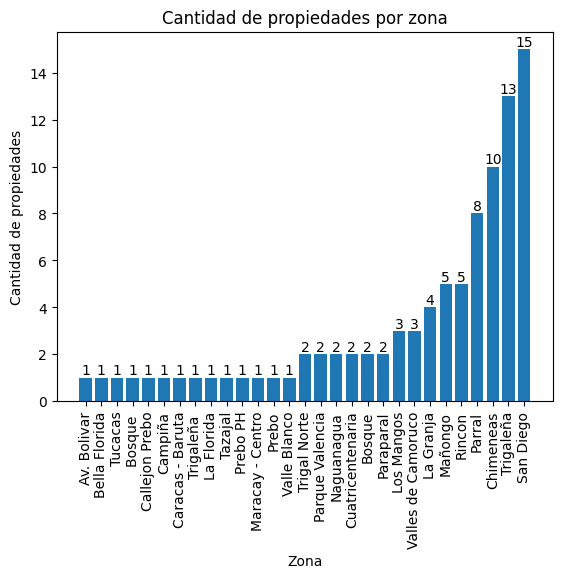 Cantidad de propiedades por zona
Cantidad de propiedades
14
12
10
8
6
4
2
0
1 1 1 1 1 1 1 1 1 1 1 1 1 1 2 2 2 2 2 2 3 3 4 5 5 8 10 13 15
Av. Bolivar
Bella Florida
Tucacas
Bosque
Callejon Prebo
Campiña
Caracas - Baruta
Trigaleña
La Florida
Tazajal
Prebo PH
Maracay - Centro
Prebo
Valle Blanco
Trigal Norte
Parque Valencia
Naguanagua
Cuatricentenaria
Bosque
Paraparal
Los Mangos
Valles de Camoruco
La Granja
Mañongo
Rincon
Parral
Chimeneas
Trigaleña
San Diego
Zona